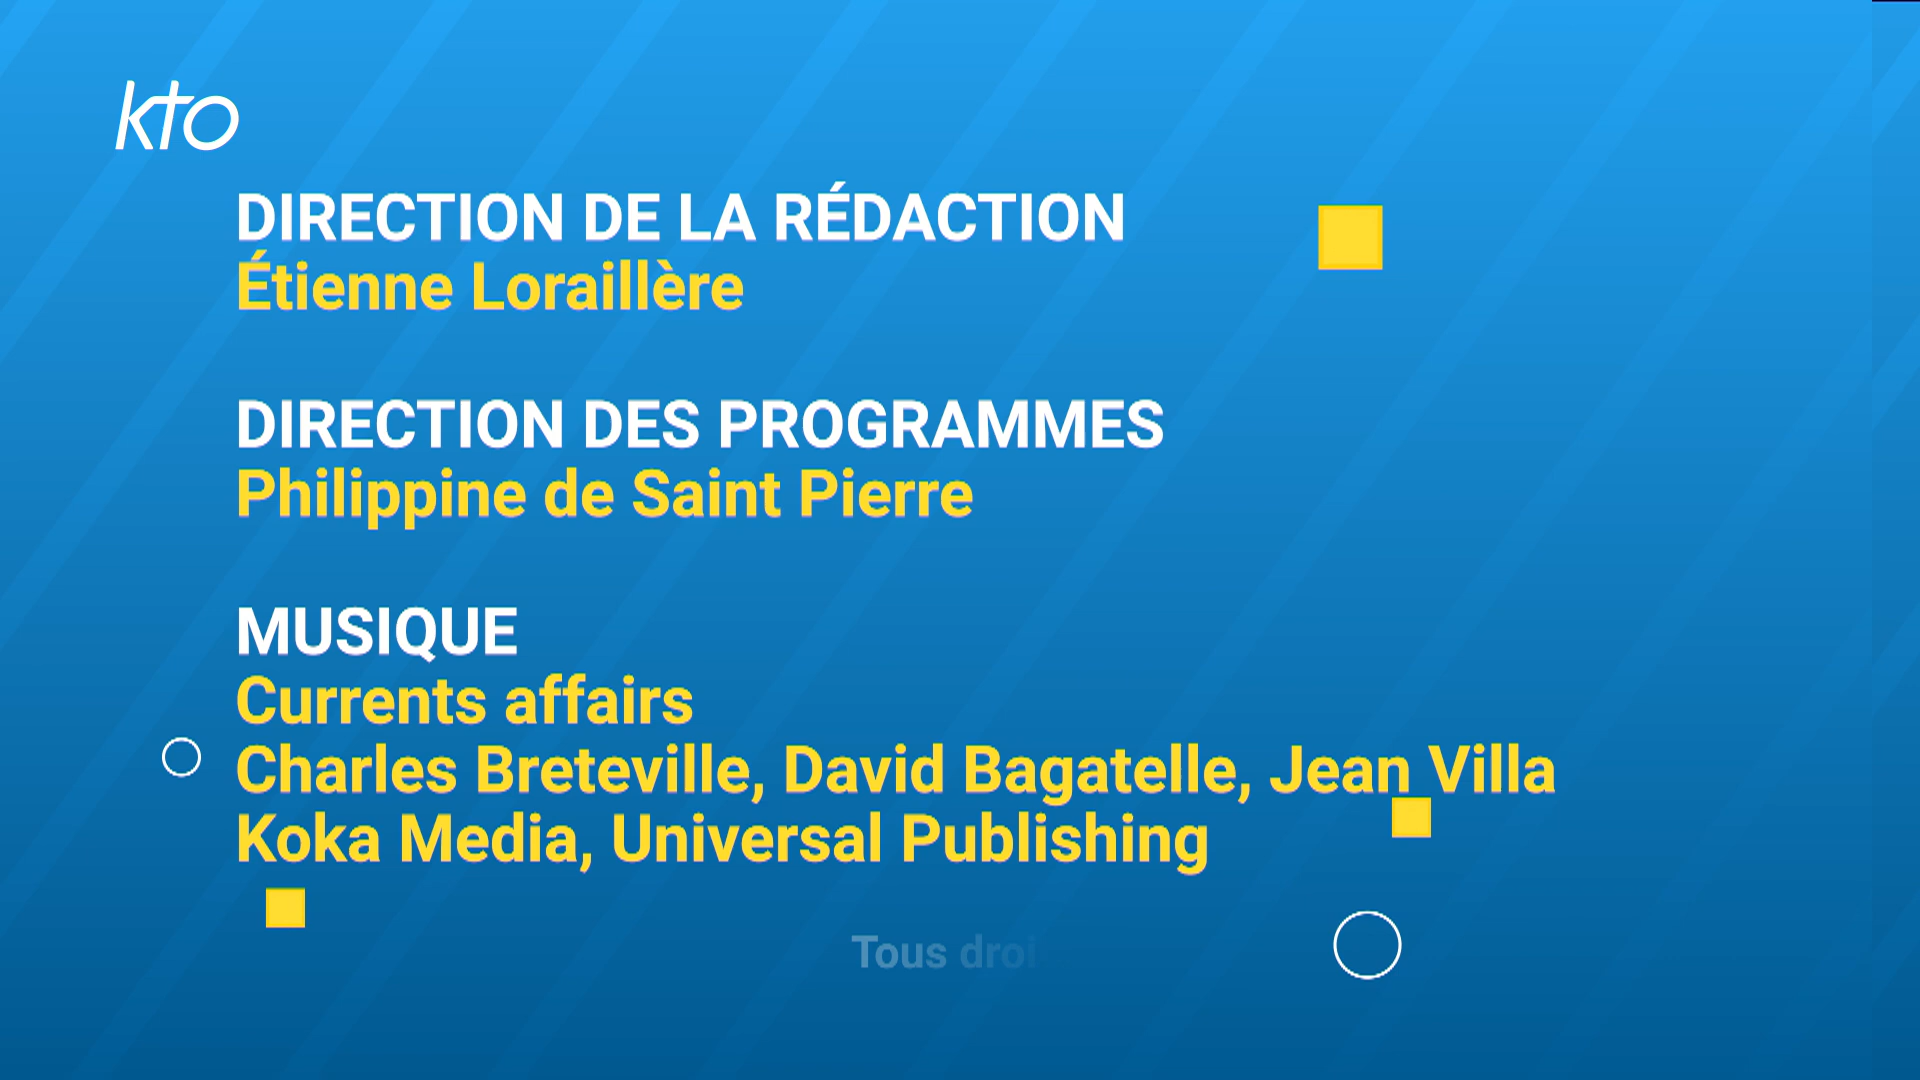 kto
DIRECTION DE LA RÉDACTION
Étienne Loraillère
DIRECTION DES PROGRAMMES
Philippine de Saint Pierre
MUSIQUE
Currents affairs
Charles Breteville, David Bagatelle, Jean Villa
Koka Media, Universal Publishing
Tous droi